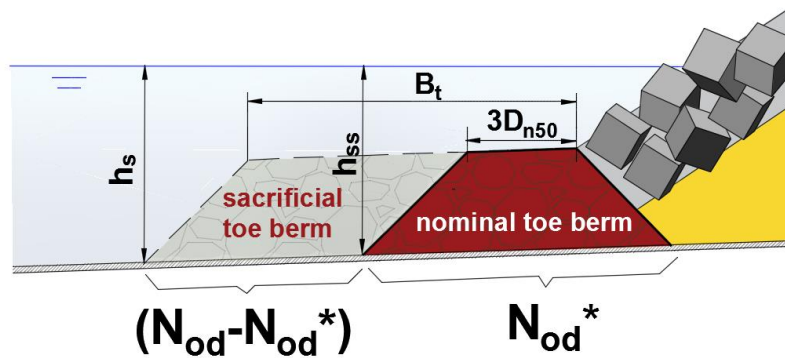 B_t
3D_n50
h_s
h_ss
sacrificial
toe berm
nominal toe berm
(N_od-N_od*)
N_od*